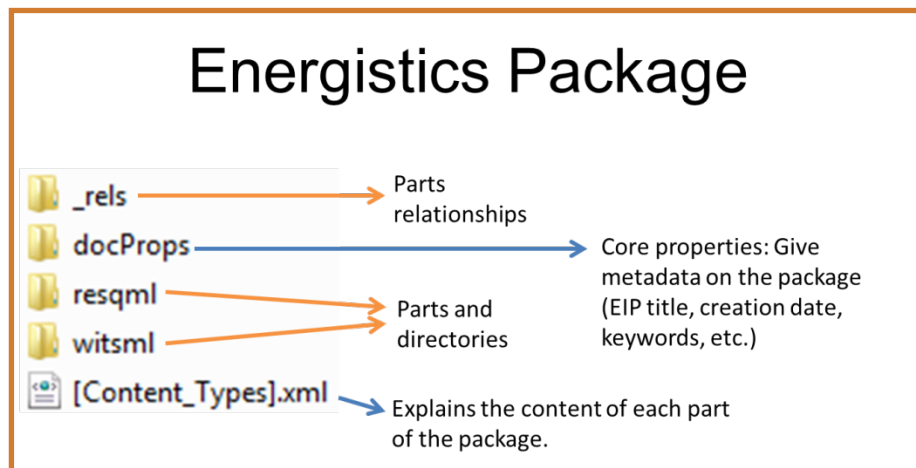 Energistics Package
_rels
Parts
relationships
docProps
Core properties: Give
metadata on the package
(EIP title, creation date,
keywords, etc.)
resqml
witsml
Parts and
directories
[Content_Types].xml
Explains the content of each part
of the package.